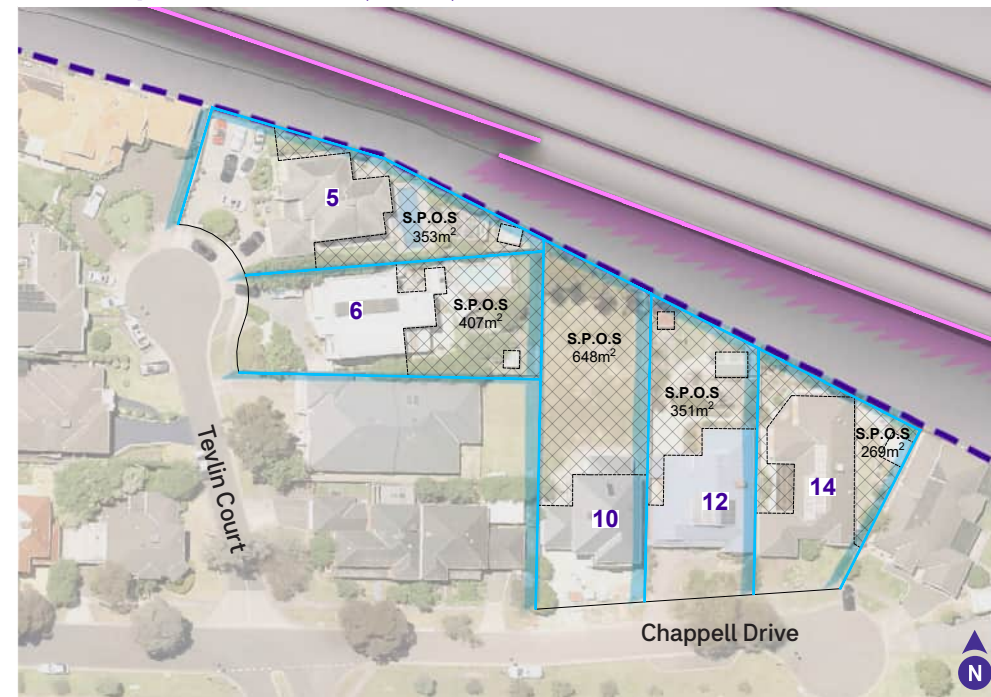 5
S.P.O.S
353m²
6
S.P.O.S
407m²
S.P.O.S
648m²
S.P.O.S
351m²
S.P.O.S
269m²
14
12
10
Tevlin Court
Chappell Drive
N